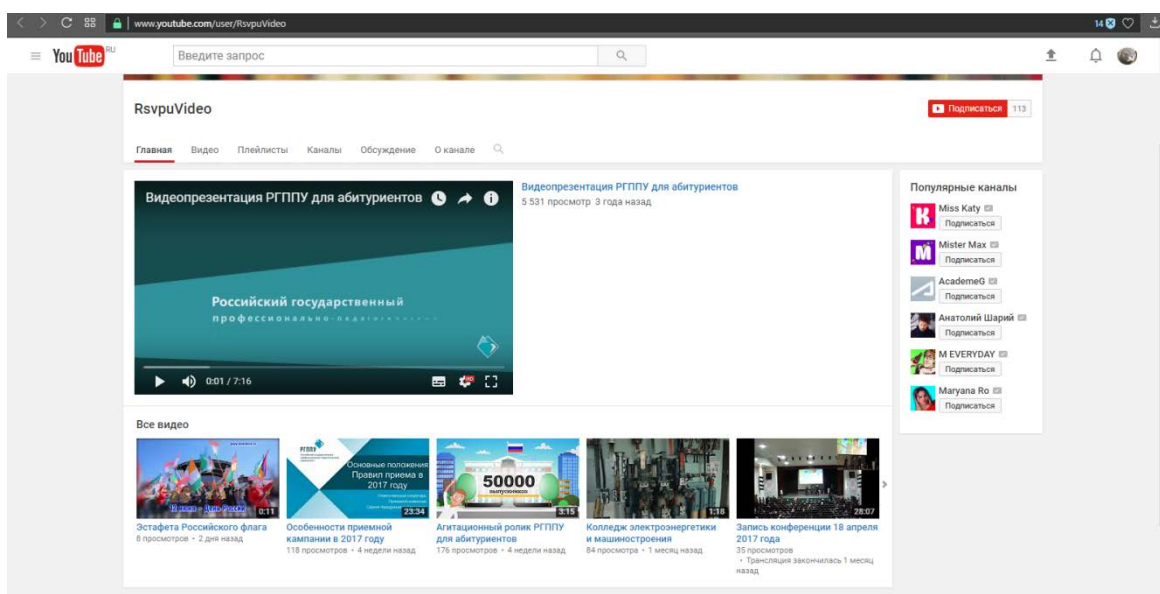 www.youtube.com/user/RsvpuVideo
14
YouTube RU
Введите запрос
RsvpuVideo
Подписаться 113
Главная Видео Плейлисты Каналы Обсуждение О канале
Видеопрезентация РГППУ для абитуриентов
Российский государственный
0:01 / 7:16
HD
Видеопрезентация РГППУ для абитуриентов
5 531 просмотр 3 года назад
Популярные каналы
Miss Katy
Подписаться
Mister Max
Подписаться
AcademeG
Подписаться
Анатолий Шарий
Подписаться
M EVERYDAY
Подписаться
Maryana Ro
Подписаться
Все видео
12 июня - День России
0:11
Эстафета Российского флага
8 просмотров • 2 дня назад
РГППУ
Основные положения
Правил приема в
2017 году
23:34
Особенности приемной
кампании в 2017 году
118 просмотров • 4 недели назад
50000
выпускников
3:15
Агитационный ролик РГППУ
для абитуриентов
176 просмотров • 4 недели назад
1:18
Колледж электроэнергетики
и машиностроения
84 просмотра • 1 месяц назад
28:07
Запись конференции 18 апреля
2017 года
35 просмотров
• Трансляция закончилась 1 месяц
назад